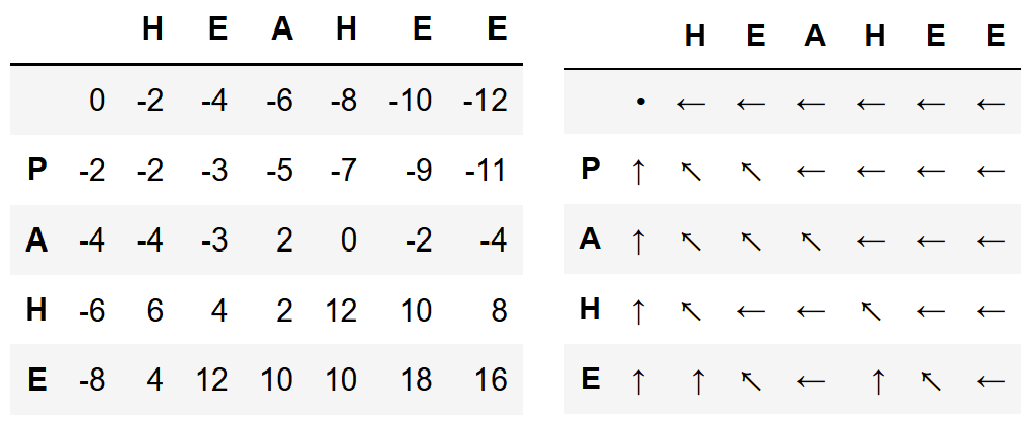 H E A H E E
0 -2 -4 -6 -8 -10 -12
P -2 -2 -3 -5 -7 -9 -11
A -4 -4 -3 2 0 -2 -4
H -6 6 4 2 12 10 8
E -8 4 12 10 10 18 16
H E A H E E
• ← ← ← ← ← ←
P ↑ ↖ ↖ ← ← ← ←
A ↑ ↖ ↖ ↖ ← ← ←
H ↑ ↖ ← ← ↖ ← ←
E ↑ ↑ ↖ ← ↑ ↖ ←